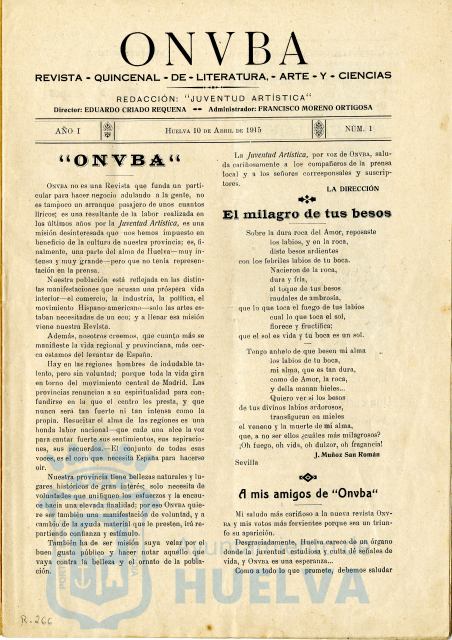 ONVBA
REVISTA - QUINCENAL - DE - LITERATURA, - ARTE - Y - CIENCIAS
REDACCIÓN: "JUVENTUD ARTÍSTICA"
Director: EDUARDO CRIADO REQUENA -- Administrador: FRANCISCO MORENO ORTIGOSA
AÑO I
HUELVA 10 DE ABRIL DE 1915
NÚM. 1
"ONVBA"
ONVBA no es una Revista que funda un parti-
cular para hacer negocio adulando a la gente, no
es tampoco un arranque pasajero de unos cuantos
líricos; es una resultante de la labor realizada en
los últimos años por la Juventud Artística, es una
misión desinteresada que nos hemos impuesto en
beneficio de la cultura de nuestra provincia; es, fi-
nalmente, una parte del alma de Huelva—muy in-
tensa y muy grande—pero que no tenía represen-
tación en la prensa.
Nuestra población está reflejada en las distin-
tas manifestaciones que acusan una próspera vida
interior—el comercio, la industria, la política, el
movimiento Hispano-americano—solo las artes es-
taban necesitadas de eco; y a llenar esa misión
viene nuestra Revista.
Además, nosotros creemos, que cuanto más se
manifieste la vida regional y provinciana, más cer-
ca estamos del levantar de España.
Hay en las regiones hombres de indudable ta-
lento, pero sin voluntad; porque toda la vida gira
en torno del movimiento central de Madrid. Las
provincias renuncian a su espiritualidad para con-
fundirse en la que el centro les presta, y que
nunca será tan fuerte ni tan intensa como la
propia. Resucitar el alma de las regiones es una
honda labor nacional—que cada una alce la voz
para cantar fuerte sus sentimientos, sus aspiracio-
nes, sus recuerdos.—El conjunto de todas esas
voces, es el coro que necesita España para hacerse
oir.
Nuestra provincia tiene bellezas naturales y lu-
gares históricos de gran interés; solo necesita de
voluntades que unifiquen los esfuerzos y la encau-
ce hacia una elevada finalidad; por eso ONVBA quie-
re ser también una manifestación de voluntad, y a
cambio de la ayuda material que le presten, irá re-
partiendo confianza y estímulo.
También ha de ser misión suya velar por el
buen gusto público y hacer notar aquello que
vaya contra la belleza y el ornato de la pobla-
ción.
La Juventud Artística, por voz de ONVBA, salu-
da cariñosamente a los compañeros de la prensa
local y a los señores corresponsales y suscrip-
tores.
LA DIRECCIÓN
El milagro de tus besos
Sobre la dura roca del Amor, reposaste
los labios, y en la roca,
diste besos ardientes
con los febriles labios de tu boca.
Nacieron de la roca,
dura y fría,
al toque de tus besos
raudales de ambrosía,
que lo que toca el fuego de tus labios
cual lo que toca el sol,
florece y fructifica;
que el sol es vida y tu boca es un sol.
Tengo anhelo de que besen mi alma
los labios de tu boca,
mi alma, que es tan dura,
como de Amor, la roca,
y della manan hieles...
Quiero ver si los besos
de tus divinos labios ardorosos,
transfiguran en mieles
el veneno y la muerte de mi alma,
que, a no ser ellos ¿cuáles más milagrosos?
¡Oh fuego, oh vida, oh dulzor, oh fragancia!
J. Muñoz San Román
Sevilla
A mis amigos de "Onvba"
Mi saludo más cariñoso a la nueva revista ONV-
BA y mis votos más fervientes porque sea un triun-
fo su aparición.
Desgraciadamente, Huelva carece de un órgano
donde la juventud estudiosa y artista dé señales de
vida, y ONVBA es una esperanza...
Como a todo lo que promete, debemos saludar
HUELVA
R-266